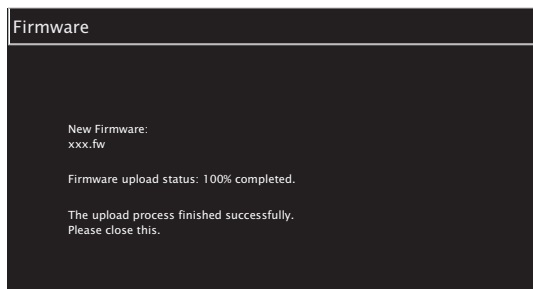 Firmware
New Firmware:
xxx.fw
Firmware upload status: 100% completed.
The upload process finished successfully.
Please close this.